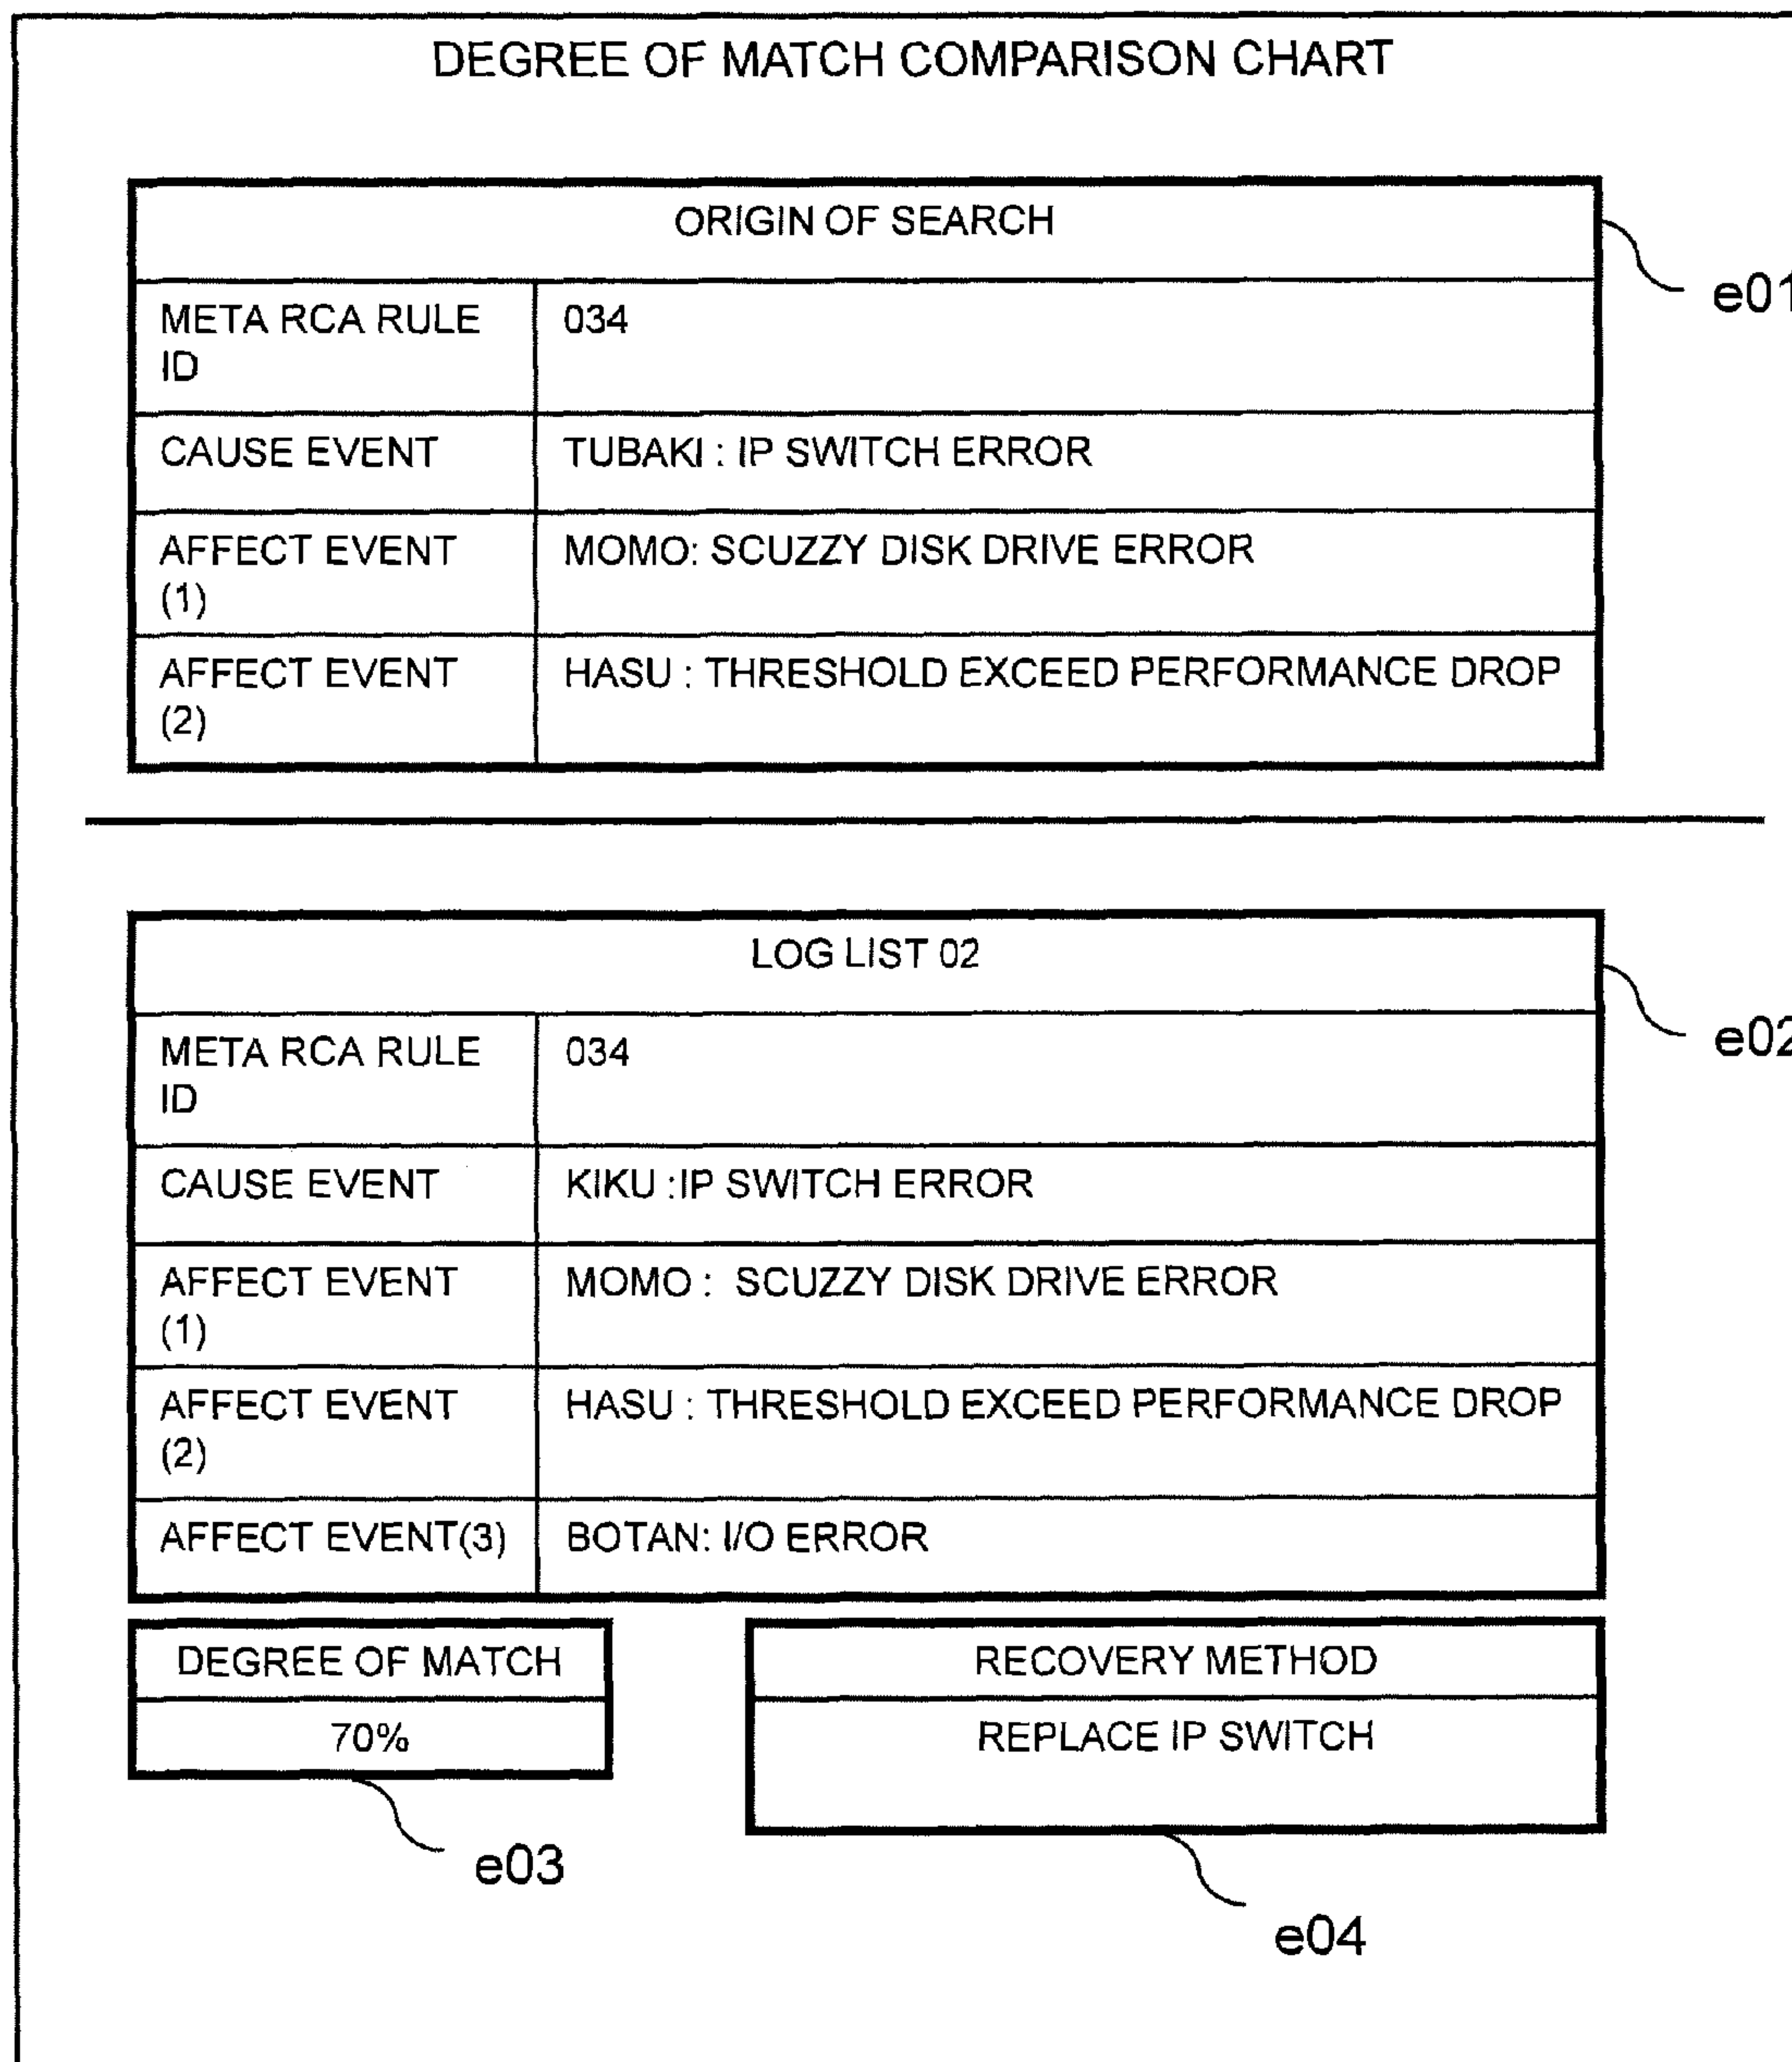 DEGREE OF MATCH COMPARISON CHART
ORIGIN OF SEARCH
e01
META RCA RULE ID
034
CAUSE EVENT
TUBAKI : IP SWITCH ERROR
AFFECT EVENT (1)
MOMO: SCUZZY DISK DRIVE ERROR
AFFECT EVENT (2)
HASU : THRESHOLD EXCEED PERFORMANCE DROP
LOG LIST 02
e02
META RCA RULE ID
034
CAUSE EVENT
KIKU :IP SWITCH ERROR
AFFECT EVENT (1)
MOMO : SCUZZY DISK DRIVE ERROR
AFFECT EVENT (2)
HASU : THRESHOLD EXCEED PERFORMANCE DROP
AFFECT EVENT(3)
BOTAN: I/O ERROR
DEGREE OF MATCH
70%
e03
RECOVERY METHOD
REPLACE IP SWITCH
e04